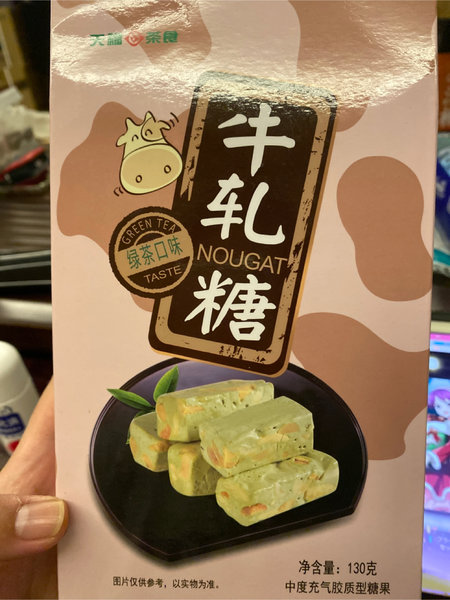 天福茶食
牛轧糖
NOUGAT
GREEN TEA
绿茶口味
TASTE
图片仅供参考，以实物为准。
净含量：130克
中度充气胶质型糖果